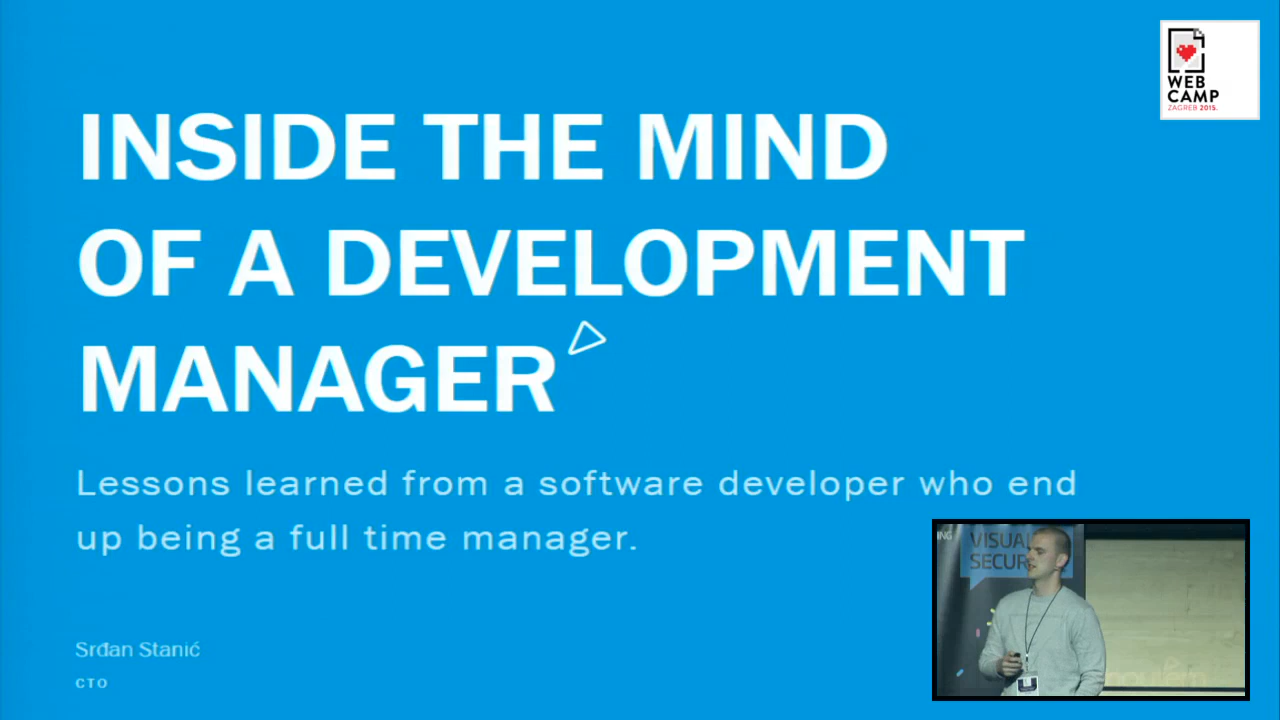 WEB
CAMP
ZAGREB 2015.
INSIDE THE MIND
OF A DEVELOPMENT
MANAGER
Lessons learned from a software developer who end
up being a full time manager.
Srđan Stanić
CTO
ING
VISUAL
SECUR